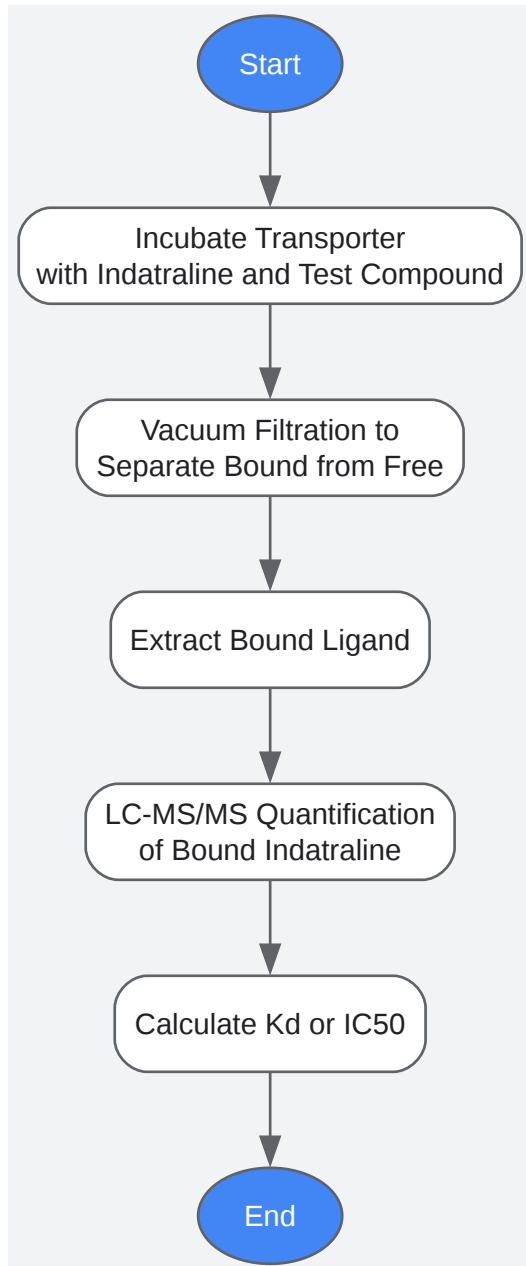 Start
Incubate Transporter
with Indatraline and Test Compound
Vacuum Filtration to
Separate Bound from Free
Extract Bound Ligand
LC-MS/MS Quantification
of Bound Indatraline
Calculate Kd or IC50
End